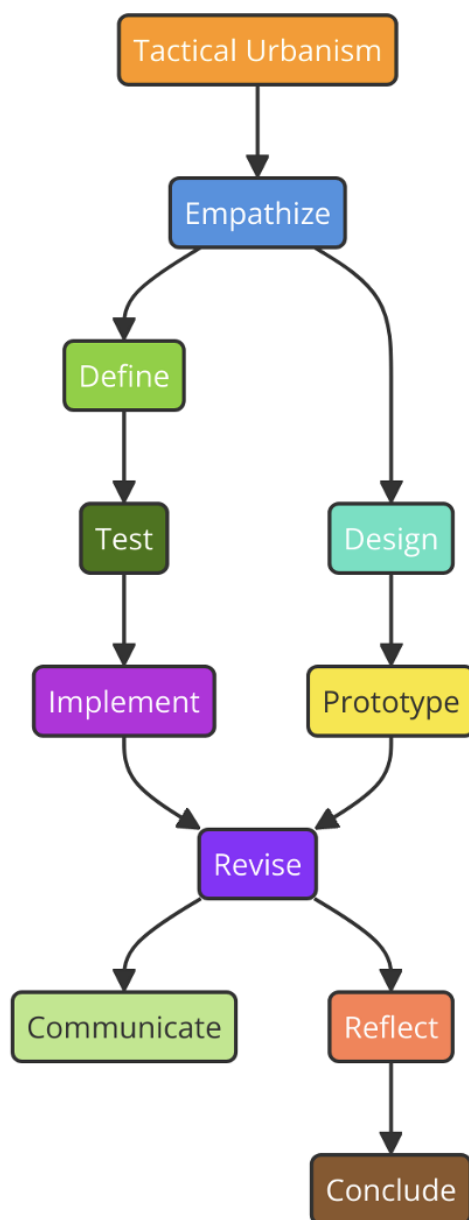 Tactical Urbanism
Empathize
Define
Test
Design
Implement
Prototype
Revise
Communicate
Reflect
Conclude